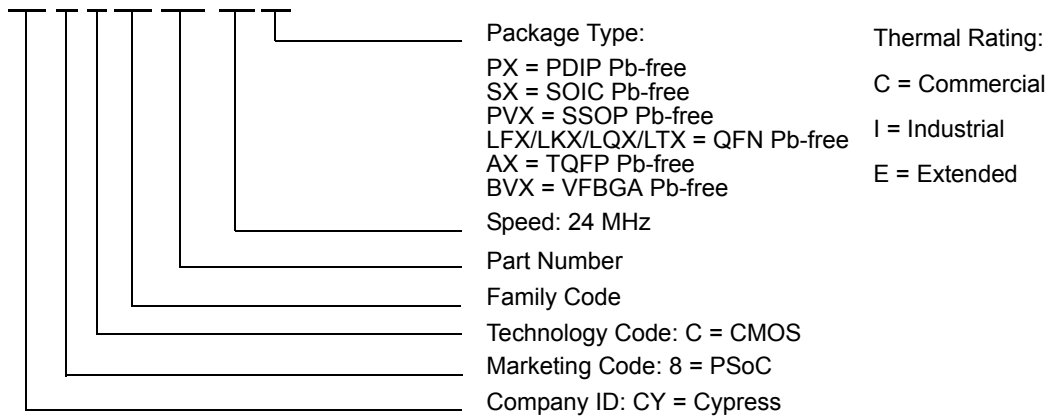 Package Type:
PX = PDIP Pb-free
SX = SOIC Pb-free
PVX = SSOP Pb-free
LFX/LKX/LQX/LTX = QFN Pb-free
AX = TQFP Pb-free
BVX = VFBGA Pb-free
Speed: 24 MHz
Part Number
Family Code
Technology Code: C = CMOS
Marketing Code: 8 = PSoC
Company ID: CY = Cypress
Thermal Rating:
C = Commercial
I = Industrial
E = Extended